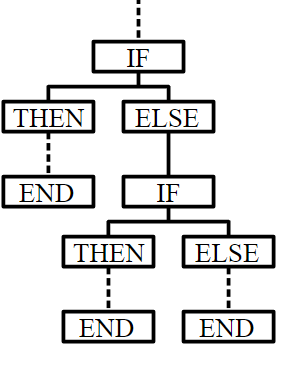 IF
THEN ELSE
END IF
THEN ELSE
END END